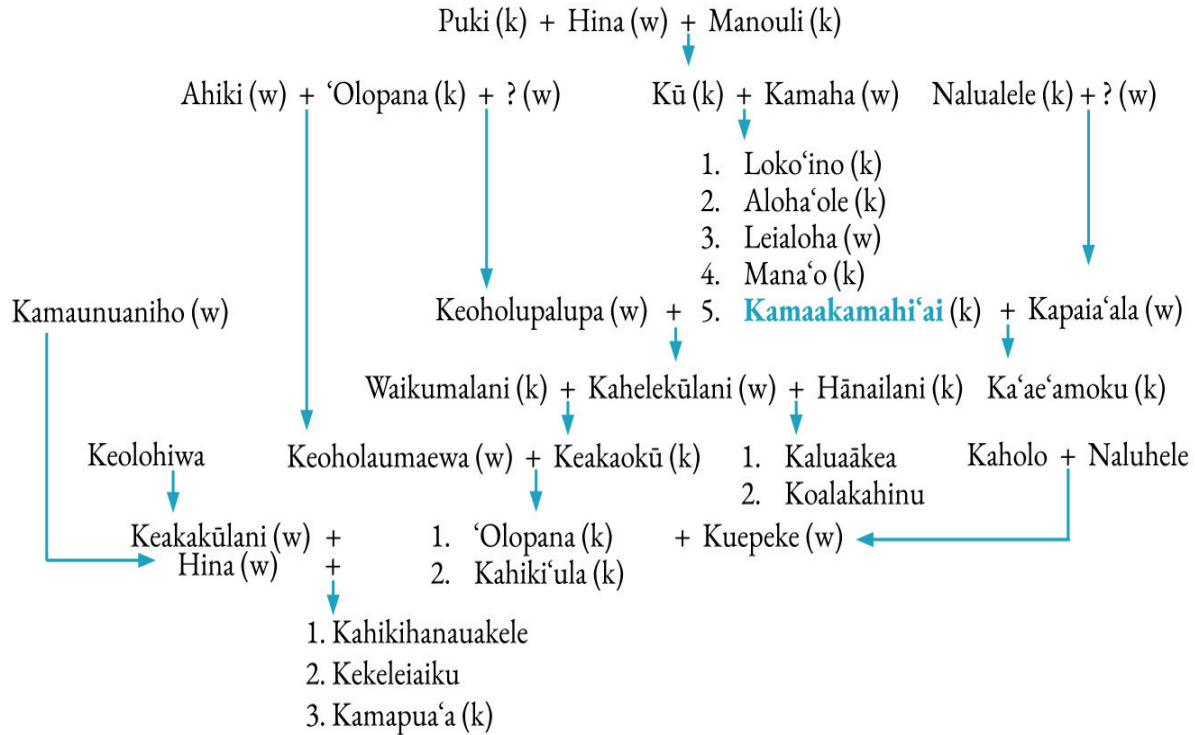 Puki (k) + Hina (w) + Manouli (k)
Ahiki (w) + ʻOlopana (k) + ? (w) Kū (k) + Kamaha (w) Nalualele (k) + ? (w)
1. Lokoʻino (k)
2. Alohaʻole (k)
3. Leialoha (w)
4. Manaʻo (k)
Kamaunuaniho (w) Keoholupalupa (w) + 5. Kamaakamahiʻai (k) + Kapaiaʻala (w)
Waikumalani (k) + Kahelekūlani (w) + Hānailani (k) Kaʻaeʻamoku (k)
Keolohiwa Keoholaumaewa (w) + Keakaokū (k) 1. Kaluaākea Kaholo + Naluhele
2. Koalakahinu
Keakakūlani (w) + 1. ʻOlopana (k) + Kuepeke (w)
Hina (w) + 2. Kahikiʻula (k)
1. Kahikihanauakele
2. Kekeleiaiku
3. Kamapuaʻa (k)